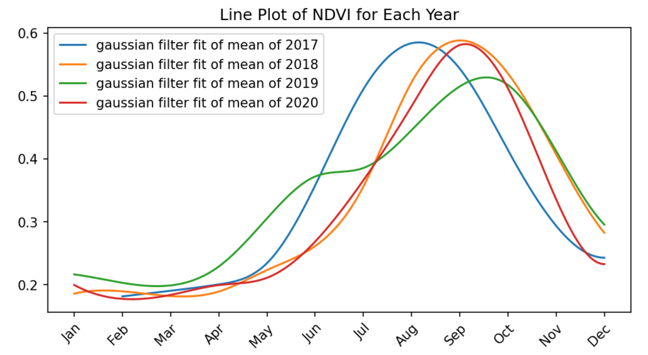 Line Plot of NDVI for Each Year
gaussian filter fit of mean of 2017
gaussian filter fit of mean of 2018
gaussian filter fit of mean of 2019
gaussian filter fit of mean of 2020
0.6
0.5
0.4
0.3
0.2
Jan
Feb
Mar
Apr
May
Jun
Jul
Aug
Sep
Oct
Nov
Dec